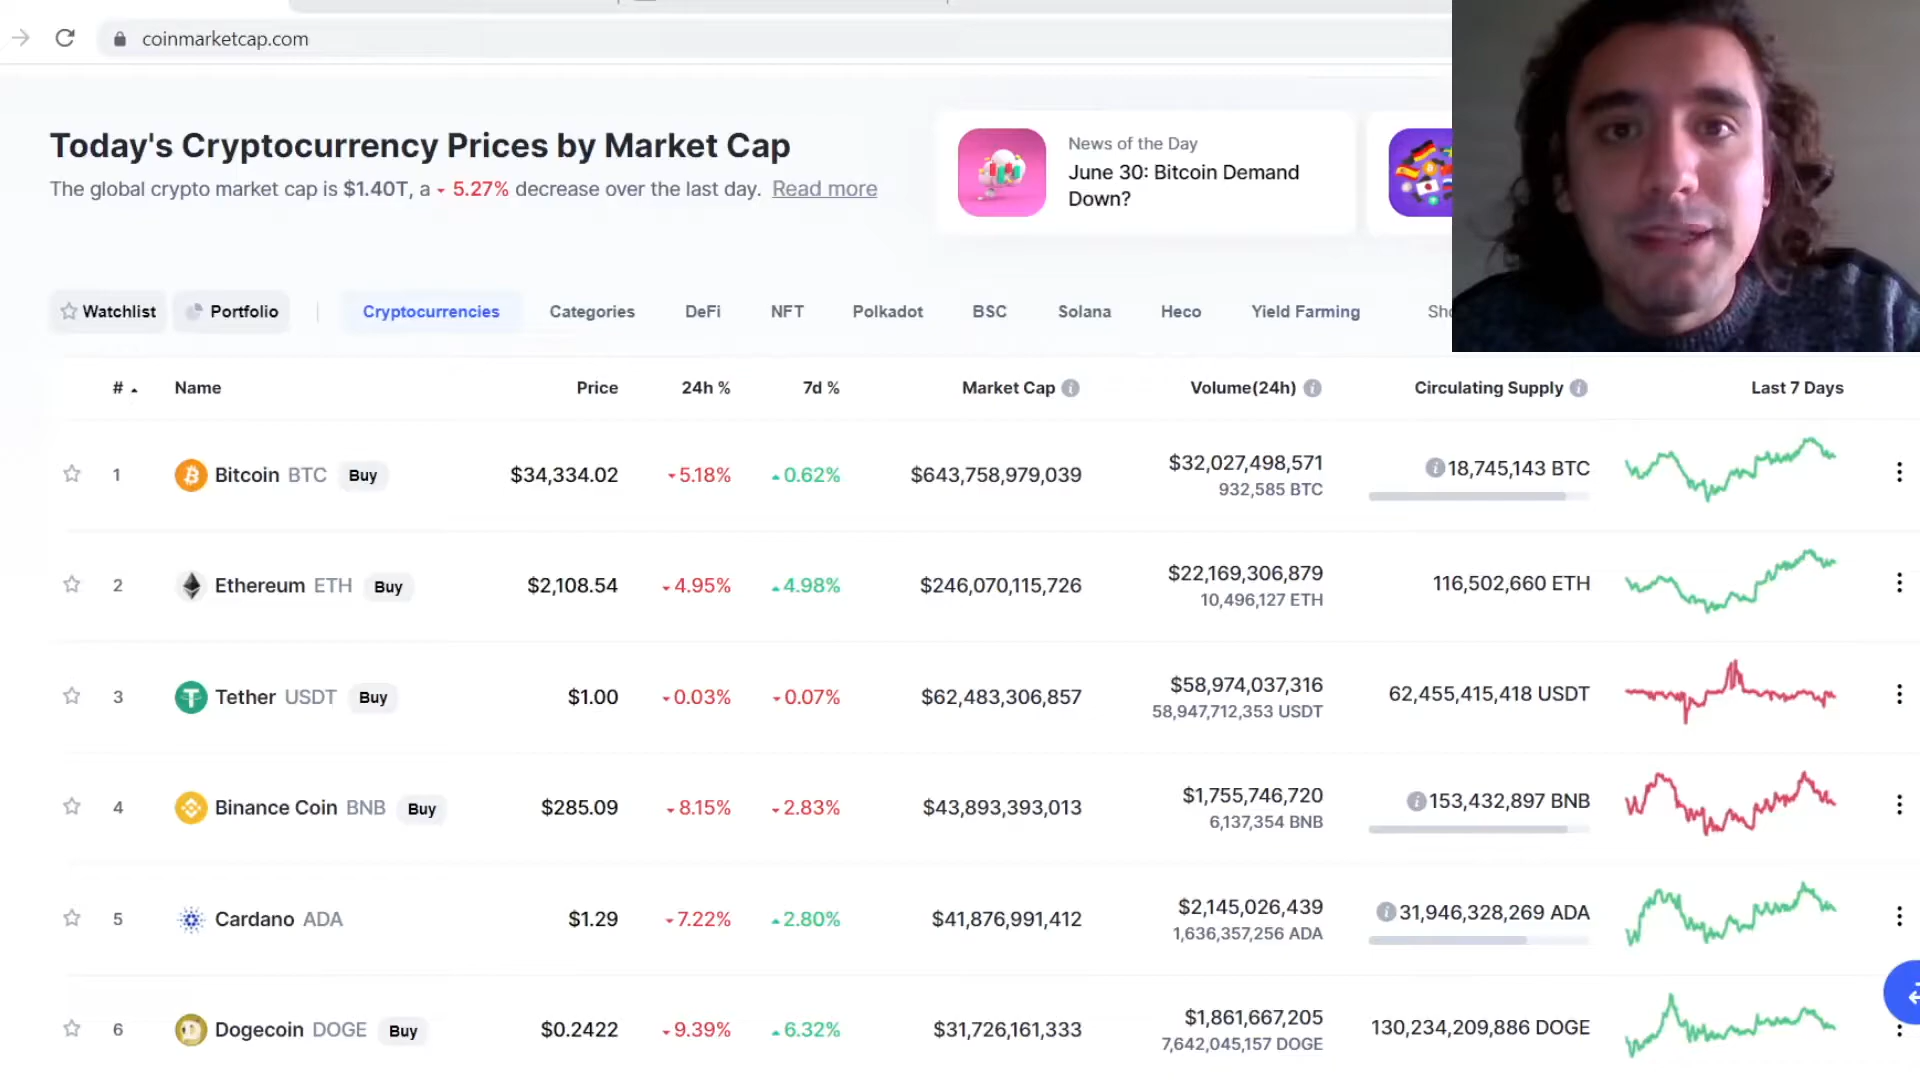 coinmarketcap.com
Today's Cryptocurrency Prices by Market Cap
The global crypto market cap is $1.40T, a 5.27% decrease over the last day. Read more
News of the Day
June 30: Bitcoin Demand
Down?
Watchlist Portfolio Cryptocurrencies Categories DeFi NFT Polkadot BSC Solana Heco Yield Farming Sho
# Name Price 24h % 7d % Market Cap Volume(24h) Circulating Supply Last 7 Days
1 Bitcoin BTC Buy $34,334.02 5.18% 0.62% $643,758,979,039 $32,027,498,571 18,745,143 BTC
932,585 BTC
2 Ethereum ETH Buy $2,108.54 4.95% 4.98% $246,070,115,726 $22,169,306,879 116,502,660 ETH
10,496,127 ETH
3 Tether USDT Buy $1.00 0.03% 0.07% $62,483,306,857 $58,974,037,316 62,455,415,418 USDT
58,947,712,353 USDT
4 Binance Coin BNB Buy $285.09 8.15% 2.83% $43,893,393,013 $1,755,746,720 153,432,897 BNB
6,137,354 BNB
5 Cardano ADA $1.29 7.22% 2.80% $41,876,991,412 $2,145,026,439 31,946,328,269 ADA
1,636,357,256 ADA
6 Dogecoin DOGE Buy $0.2422 9.39% 6.32% $31,726,161,333 $1,861,667,205 130,234,209,886 DOGE
7,642,045,157 DOGE